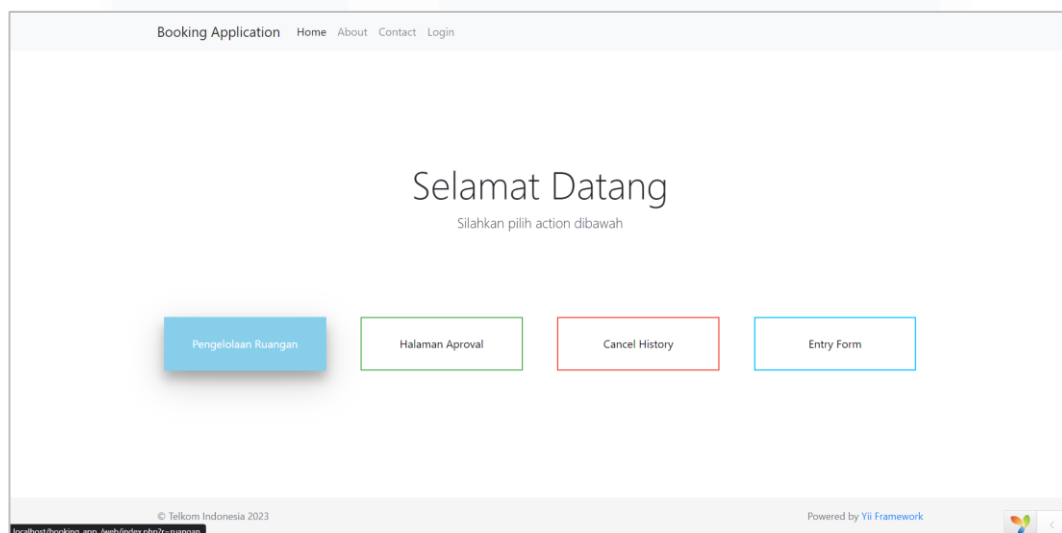 Booking Application Home About Contact Login
Selamat Datang
Silahkan pilih action dibawah
Pengelolaan Ruangan Halaman Aproval Cancel History Entry Form
© Telkom Indonesia 2023 Powered by Yii Framework
localhost/booking_app_/web/index.php?r=ruangan